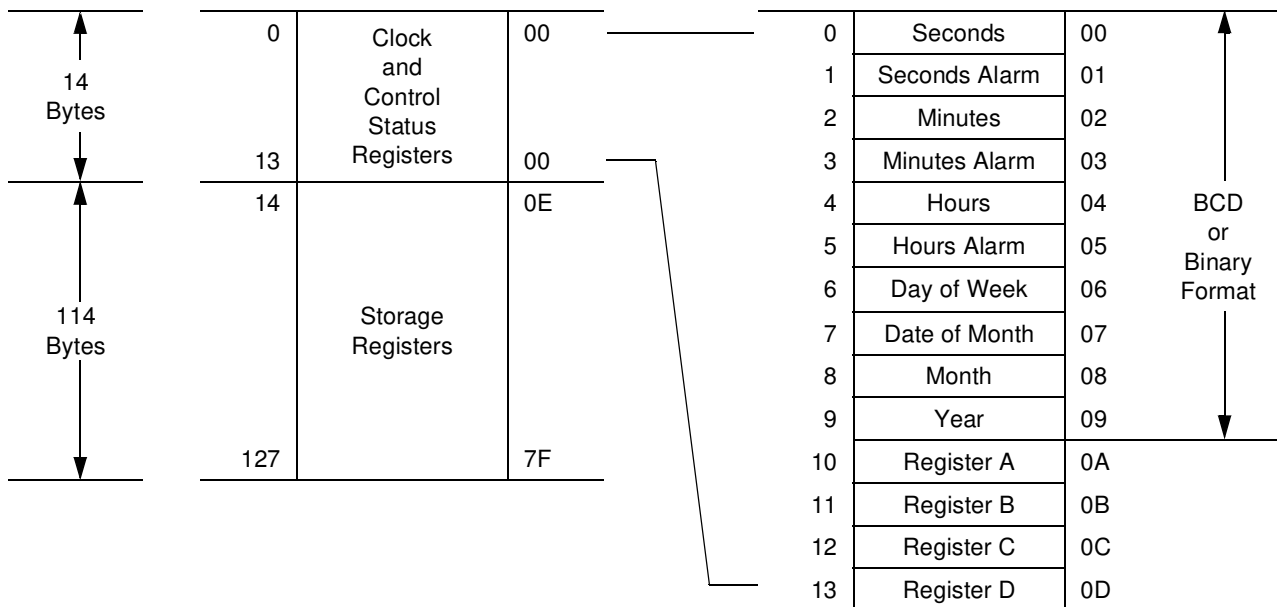 14
Bytes
114
Bytes
0 Clock 00
and
Control
Status
13 Registers 00
14 0E
Storage
Registers
127 7F
0 Seconds 00
1 Seconds Alarm 01
2 Minutes 02
3 Minutes Alarm 03
4 Hours 04
5 Hours Alarm 05
6 Day of Week 06
7 Date of Month 07
8 Month 08
9 Year 09
10 Register A 0A
11 Register B 0B
12 Register C 0C
13 Register D 0D
BCD
or
Binary
Format